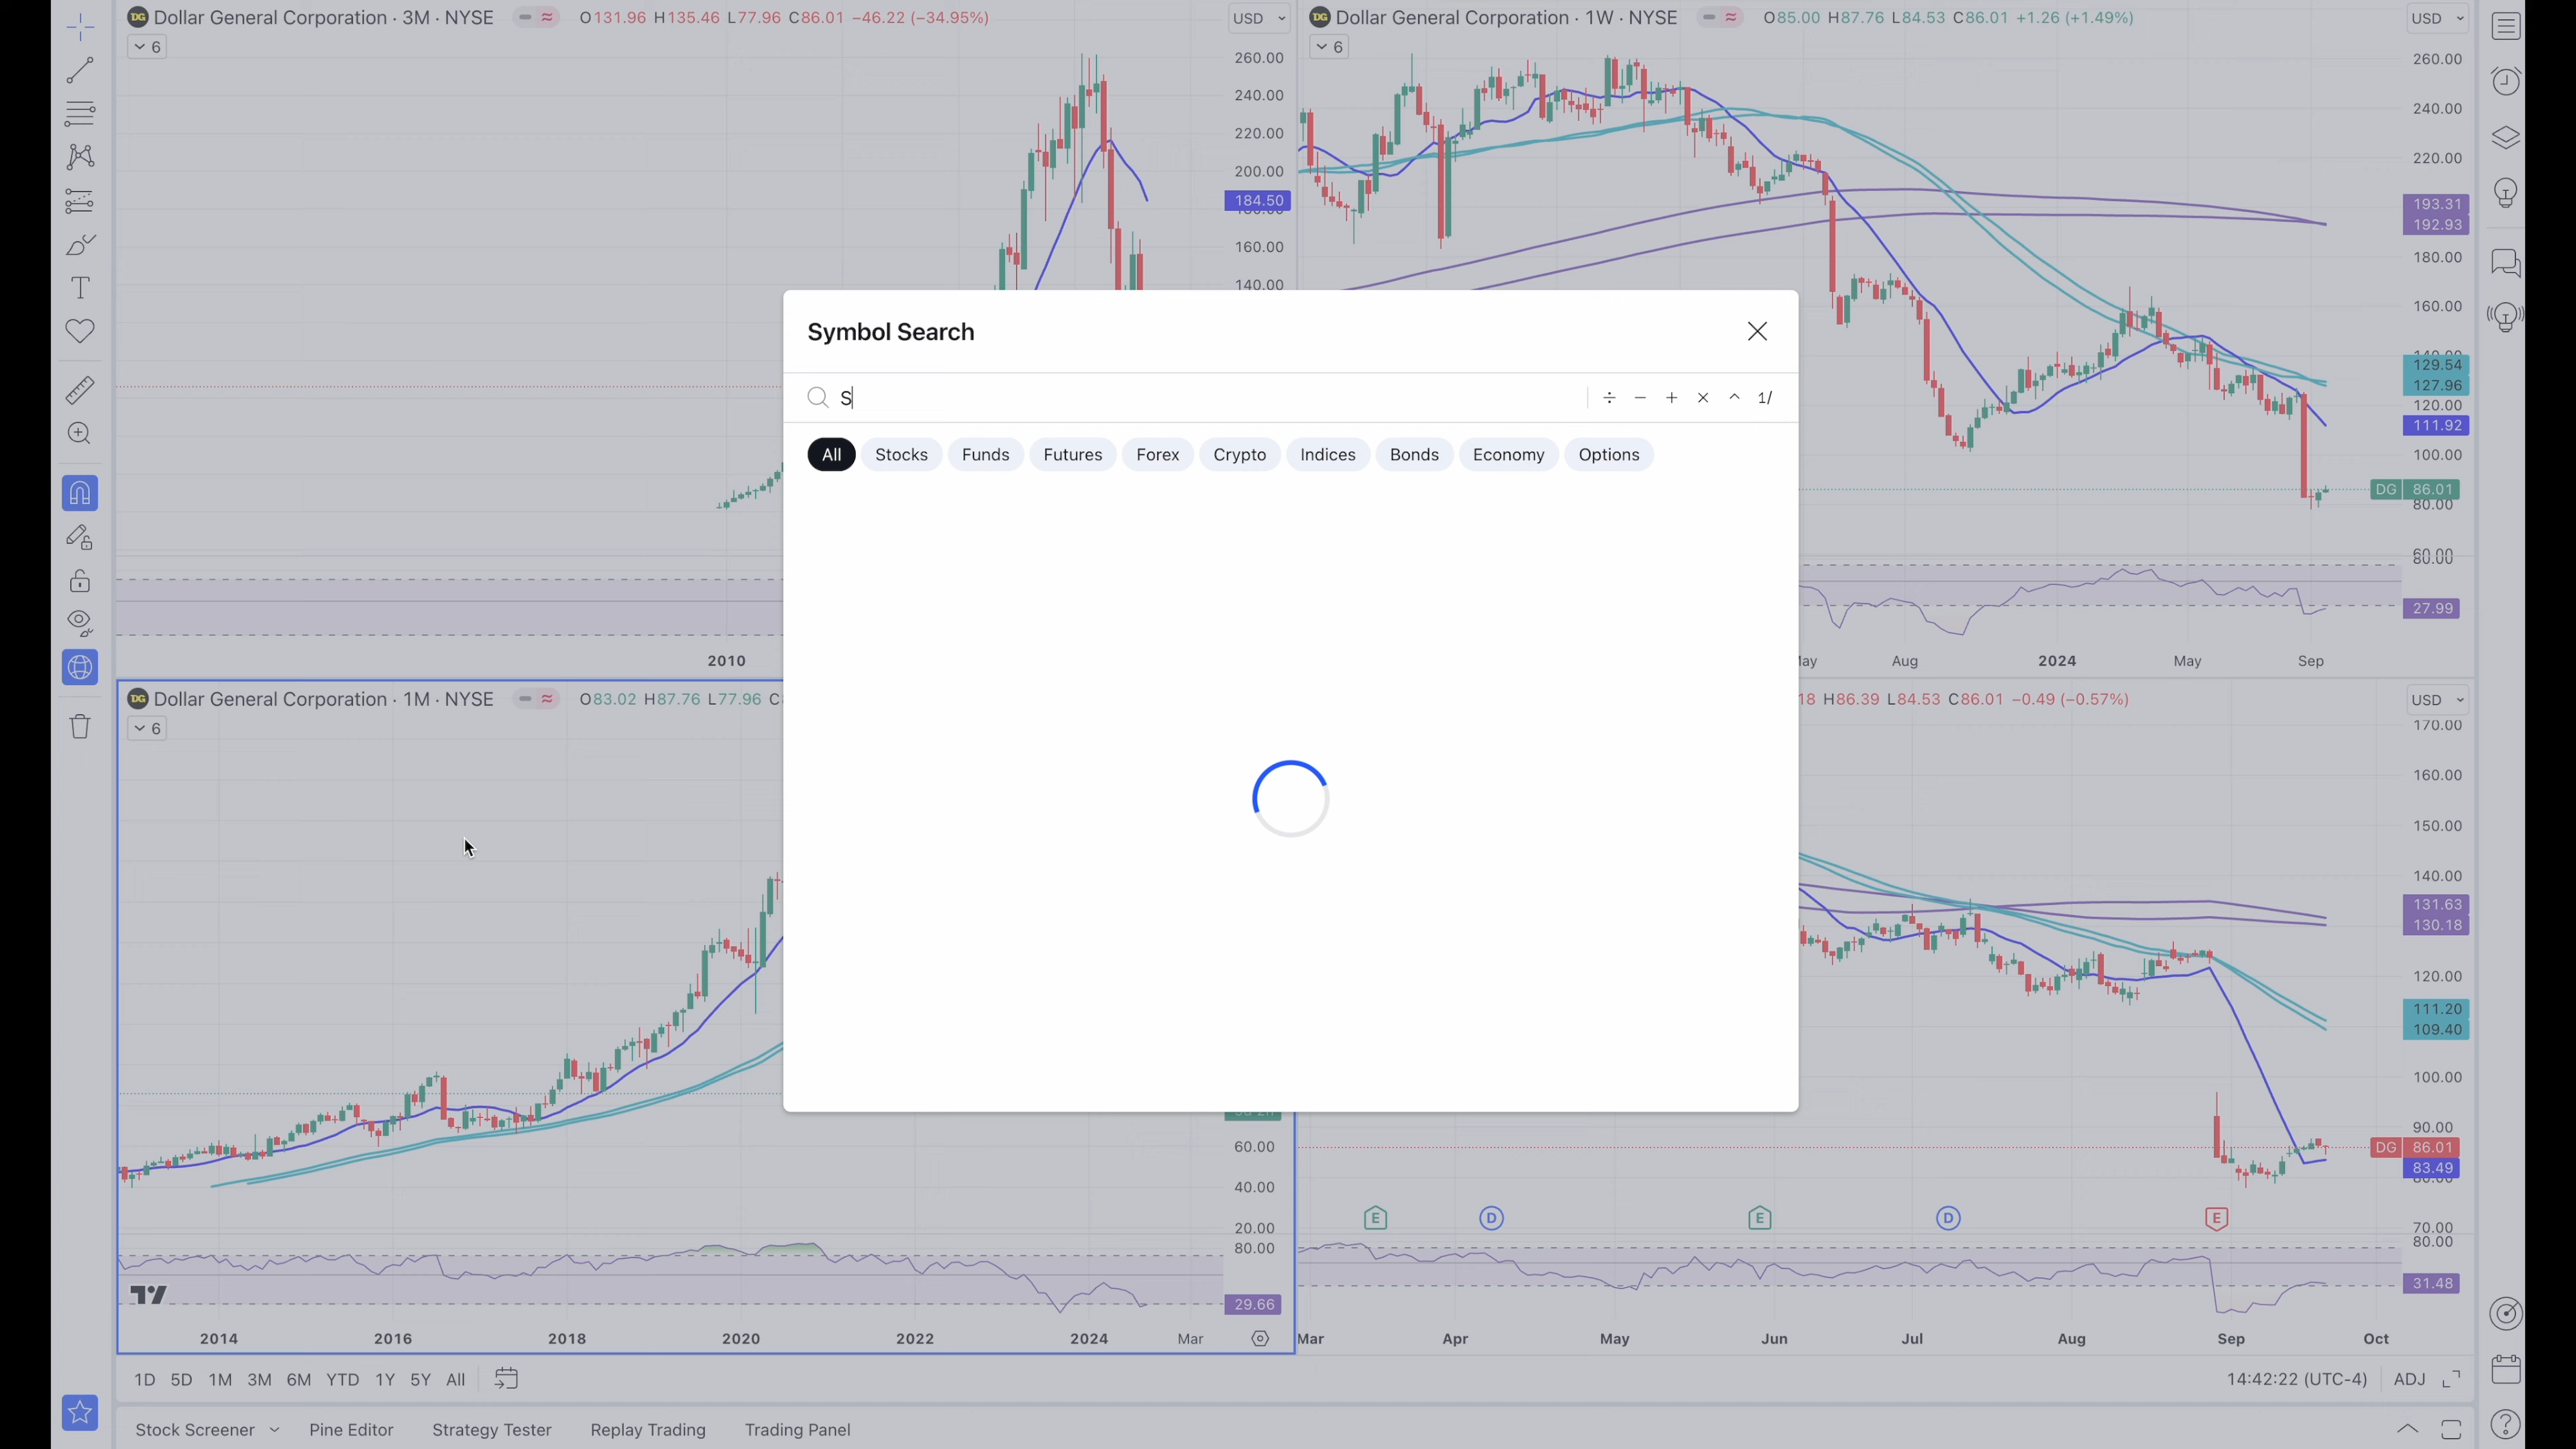 Dollar General Corporation · 3M · NYSE O131.96 H135.46 L77.96 C86.01 −46.22 (−34.95%)
USD
6
260.00
240.00
220.00
200.00
184.50
160.00
140.00
2010
Dollar General Corporation · 1W · NYSE O85.00 H87.76 L84.53 C86.01 +1.26 (+1.49%)
USD
6
260.00
240.00
220.00
193.31
192.93
180.00
160.00
129.54
127.96
120.00
111.92
100.00
DG 86.01
80.00
60.00
80.00
27.99
Aug 2024 May Sep
Symbol Search
S
÷ − + × ^ 1/
All Stocks Funds Futures Forex Crypto Indices Bonds Economy Options
Dollar General Corporation · 1M · NYSE O83.02 H87.76 L77.96 C
6
60.00
40.00
20.00
80.00
29.66
2014 2016 2018 2020 2022 2024 Mar
18 H86.39 L84.53 C86.01 −0.49 (−0.57%)
USD
170.00
160.00
150.00
140.00
131.63
130.18
120.00
111.20
109.40
100.00
90.00
DG 86.01
83.49
70.00
80.00
31.48
E D E D E
Mar Apr May Jun Jul Aug Sep Oct
1D 5D 1M 3M 6M YTD 1Y 5Y All
14:42:22 (UTC-4) ADJ
Stock Screener Pine Editor Strategy Tester Replay Trading Trading Panel